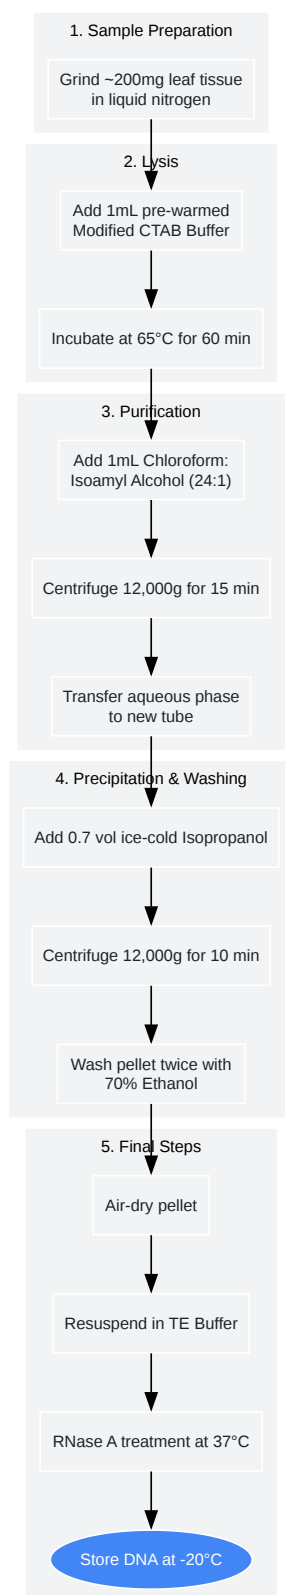 1. Sample Preparation
Grind ~200mg leaf tissue
in liquid nitrogen
2. Lysis
Add 1mL pre-warmed
Modified CTAB Buffer
Incubate at 65°C for 60 min
3. Purification
Add 1mL Chloroform:
Isoamyl Alcohol (24:1)
Centrifuge 12,000g for 15 min
Transfer aqueous phase
to new tube
4. Precipitation & Washing
Add 0.7 vol ice-cold Isopropanol
Centrifuge 12,000g for 10 min
Wash pellet twice with
70% Ethanol
5. Final Steps
Air-dry pellet
Resuspend in TE Buffer
RNase A treatment at 37°C
Store DNA at -20°C